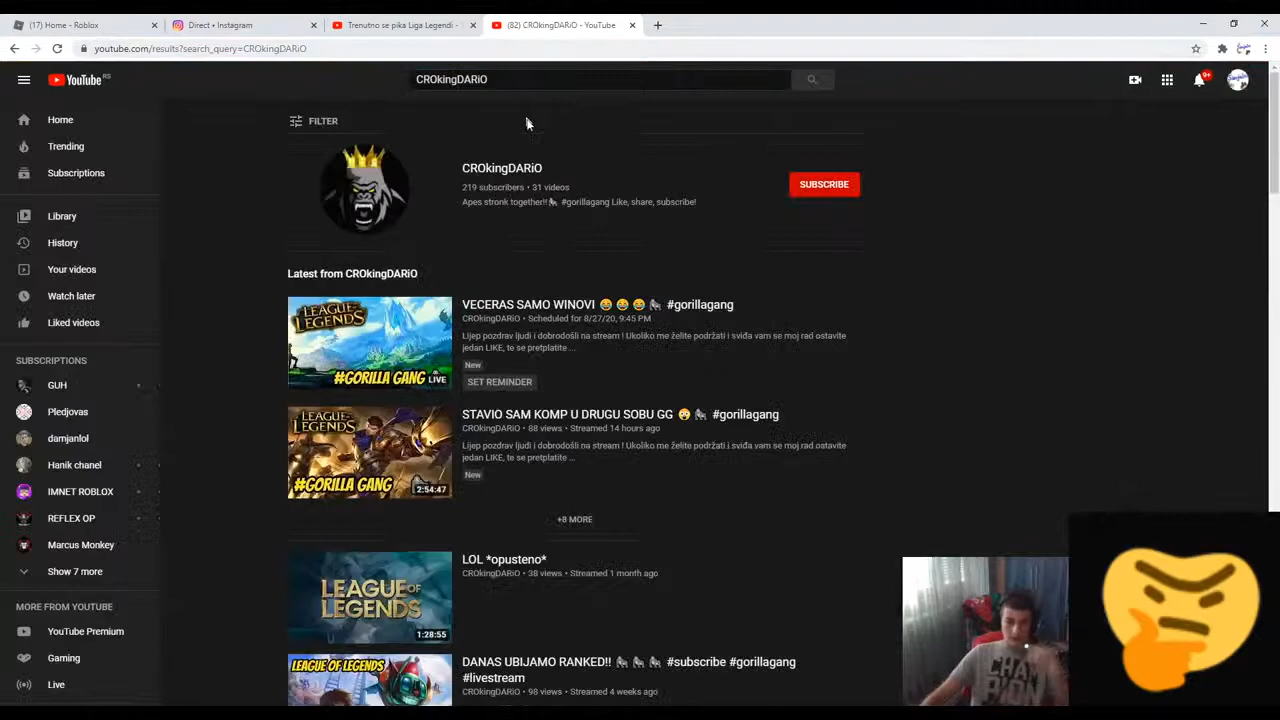 (17) Home - Roblox
Direct • Instagram
Trenutno se pika Liga Legendi -
(82) CROkingDARiO - YouTube
youtube.com/results?search_query=CROkingDARiO
YouTube RS
CROkingDARiO
9+
Home
Trending
Subscriptions
Library
History
Your videos
Watch later
Liked videos
SUBSCRIPTIONS
GUH
Pledjovas
damjanlol
Hanik chanel
IMNET ROBLOX
REFLEX OP
Marcus Monkey
Show 7 more
MORE FROM YOUTUBE
YouTube Premium
Gaming
Live
FILTER
CROkingDARiO
219 subscribers • 31 videos
Apes stronk together!!🦍 #gorillagang Like, share, subscribe!
SUBSCRIBE
Latest from CROkingDARiO
LEAGUE OF LEGENDS
#GORILLA GANG
LIVE
VECERAS SAMO WINOVI 😂 😂 😂 🦍 #gorillagang
CROkingDARiO • Scheduled for 8/27/20, 9:45 PM
Lijep pozdrav ljudi i dobrodošli na stream ! Ukoliko me želite podržati i sviđa vam se moj rad ostavite
jedan LIKE, te se pretplatite ...
New
SET REMINDER
LEAGUE OF LEGENDS
#GORILLA GANG
2:54:47
STAVIO SAM KOMP U DRUGU SOBU GG 😲 🦍 #gorillagang
CROkingDARiO • 88 views • Streamed 14 hours ago
Lijep pozdrav ljudi i dobrodošli na stream ! Ukoliko me želite podržati i sviđa vam se moj rad ostavite
jedan LIKE, te se pretplatite ...
New
+8 MORE
LEAGUE OF
LEGENDS
1:28:55
LOL *opusteno*
CROkingDARiO • 38 views • Streamed 1 month ago
LEAGUE OF LEGENDS
DANAS UBIJAMO RANKED!! 🦍 🦍 🦍 #subscribe #gorillagang
#livestream
CROkingDARiO • 98 views • Streamed 4 weeks ago
CHAM
PION